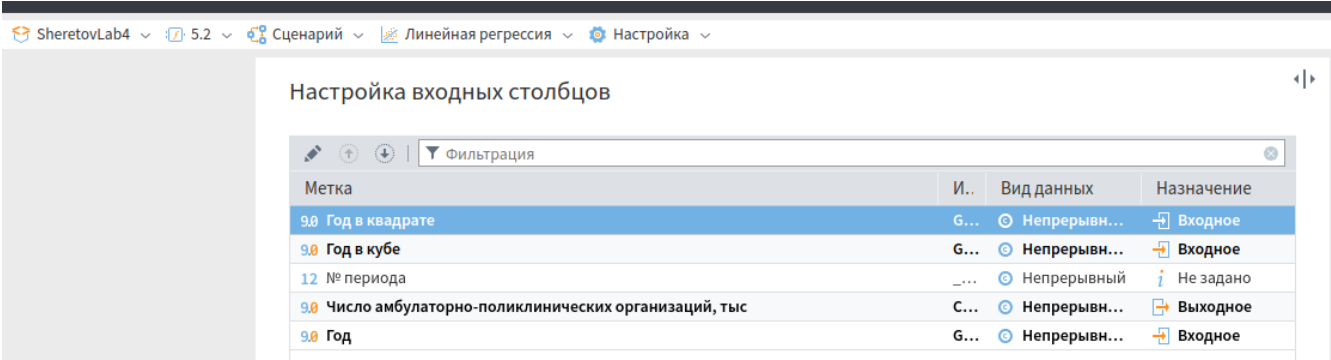 SheretovLab4 5.2 Сценарий Линейная регрессия Настройка
Настройка входных столбцов
Фильтрация
Метка И.. Вид данных Назначение
9.0 Год в квадрате G... Непрерывн... Входное
9.0 Год в кубе G... Непрерывн... Входное
12 № периода _... Непрерывный Не задано
9.0 Число амбулаторно-поликлинических организаций, тыс C... Непрерывн... Выходное
9.0 Год G... Непрерывн... Входное